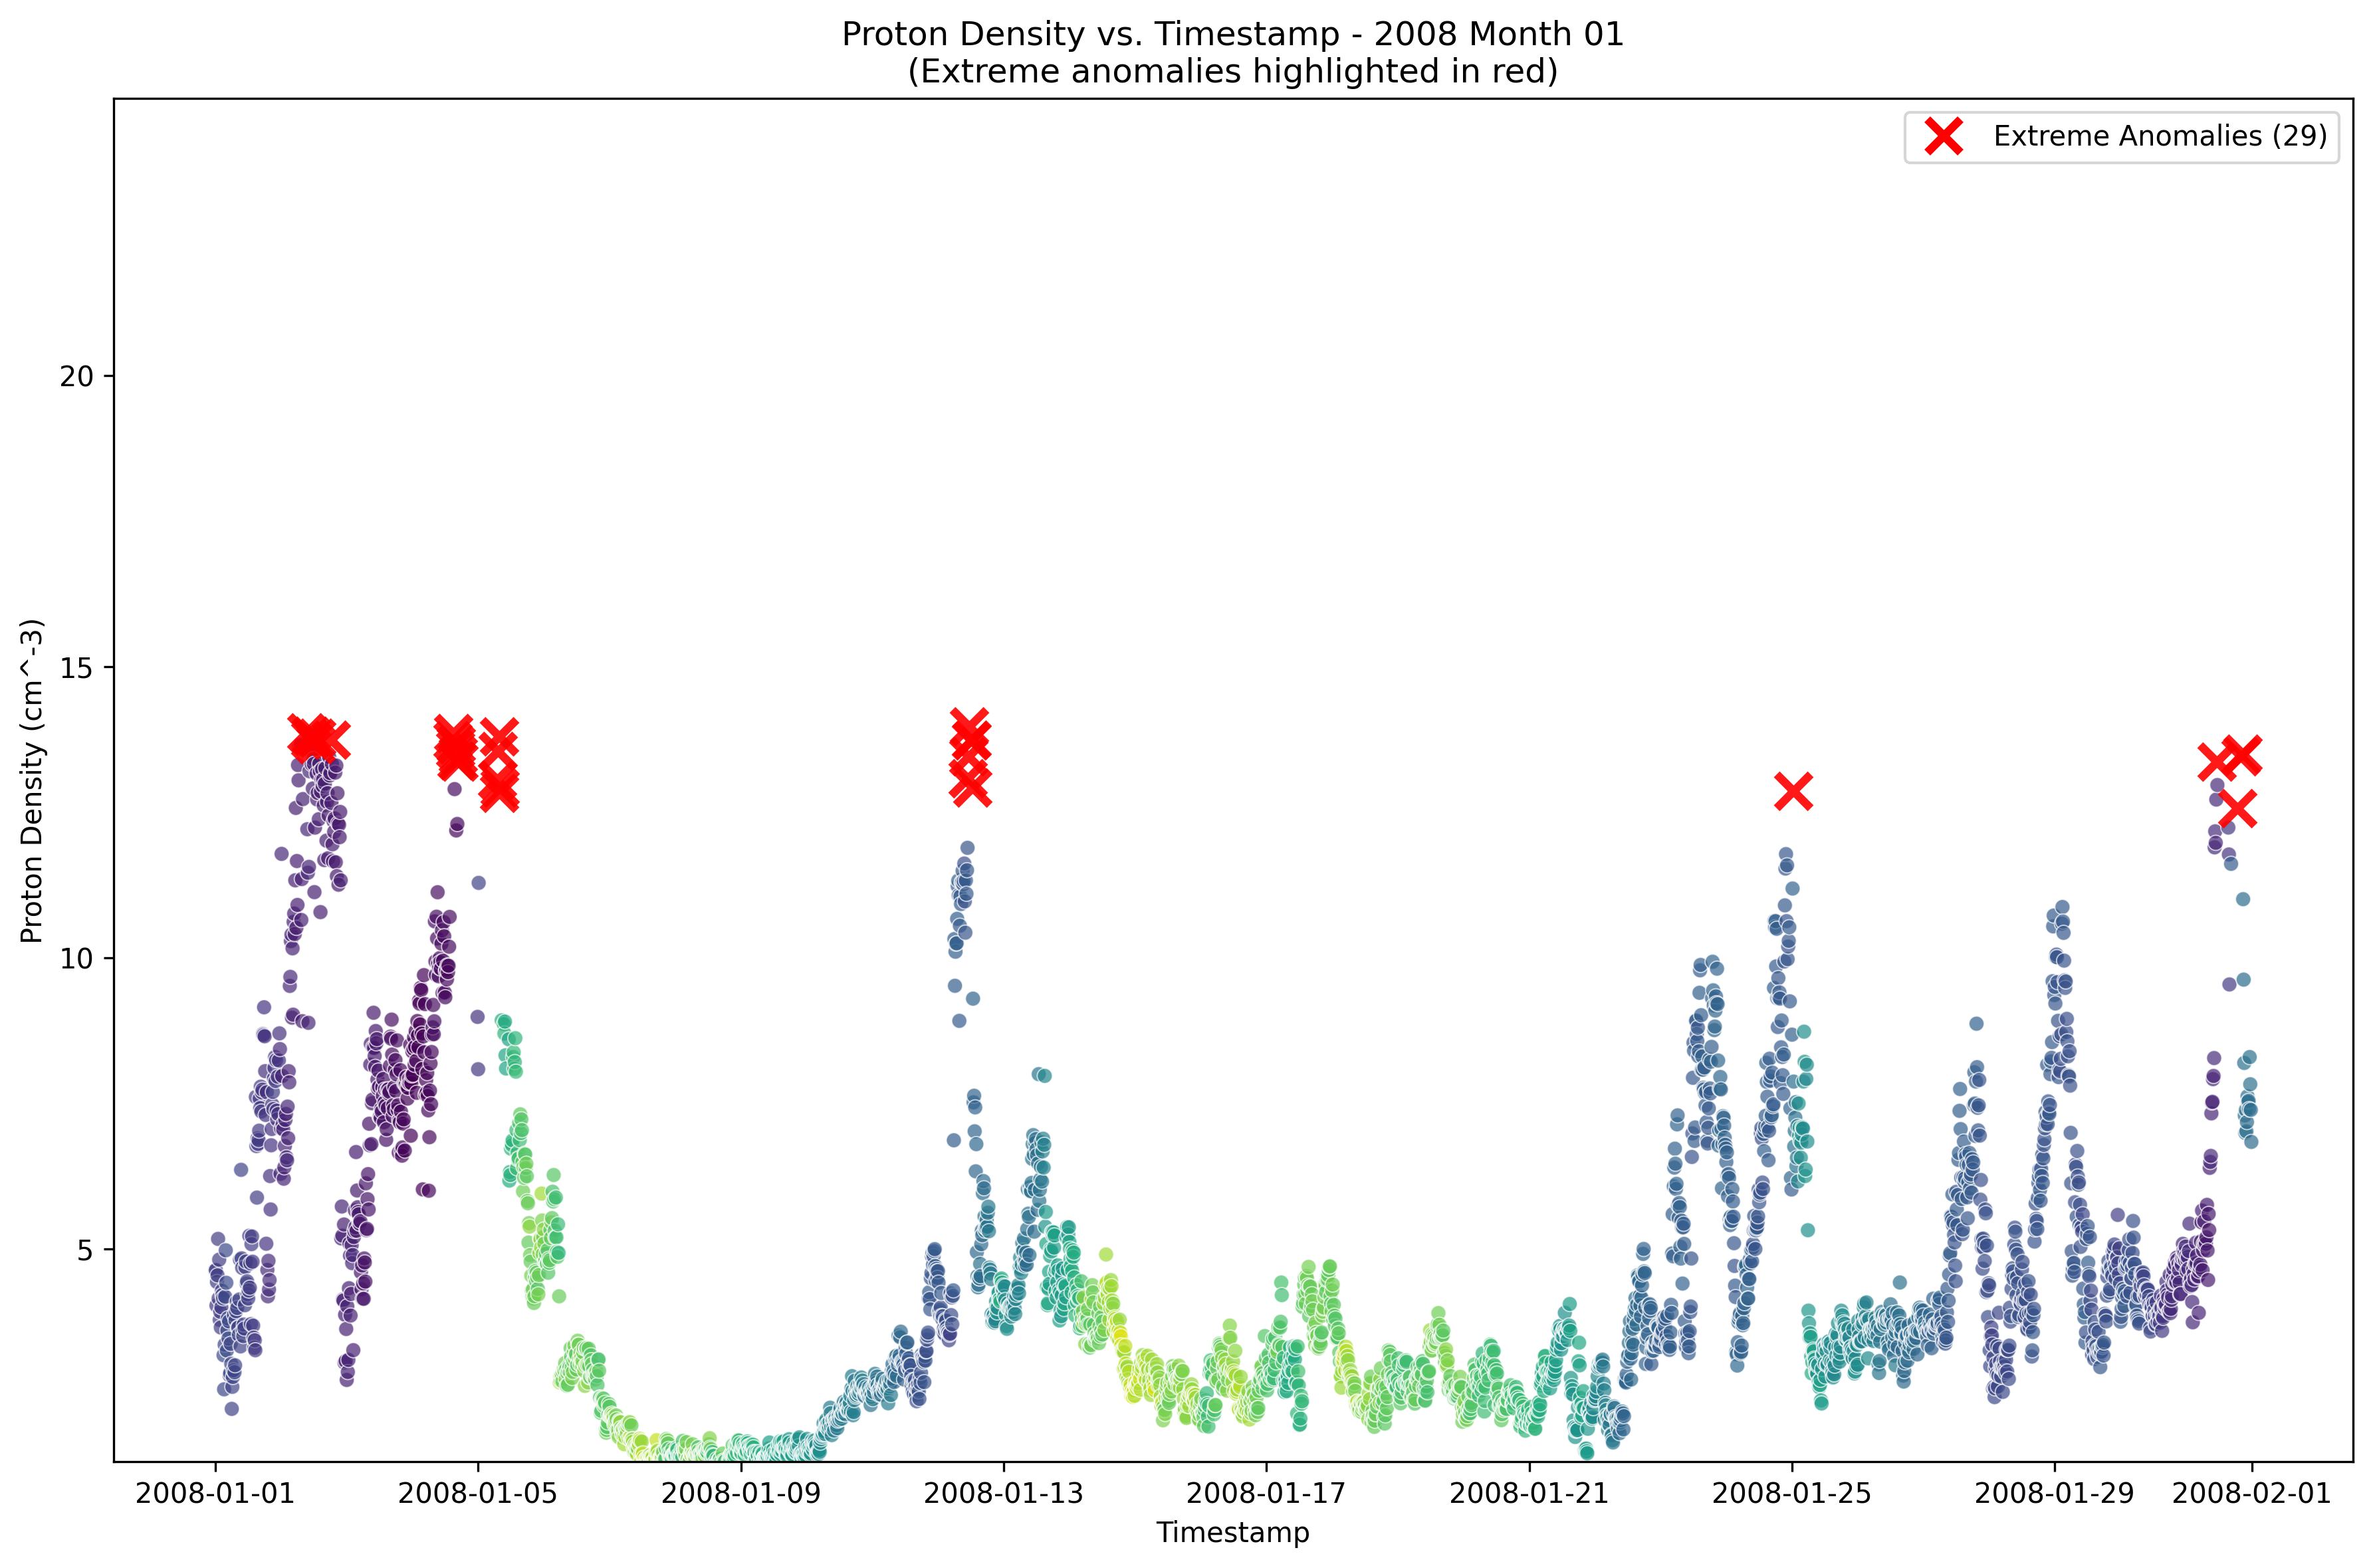 Proton Density vs. Timestamp - 2008 Month 01
(Extreme anomalies highlighted in red)
Extreme Anomalies (29)
Proton Density (cm^-3)
20
15
10
5
2008-01-01
2008-01-05
2008-01-09
2008-01-13
2008-01-17
2008-01-21
2008-01-25
2008-01-29
2008-02-01
Timestamp